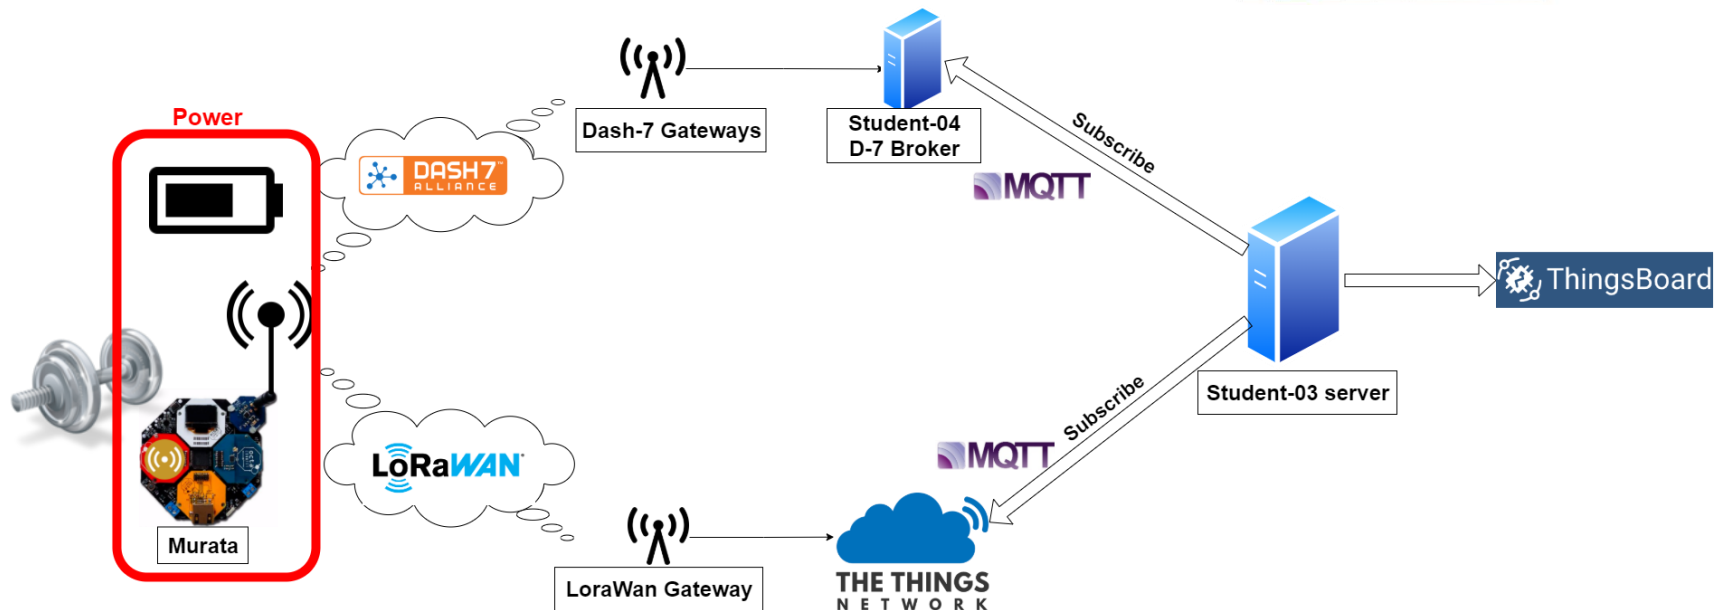 Power
DASH7
ALLIANCE
Dash-7 Gateways
Student-04
D-7 Broker
Subscribe
MQTT
ThingsBoard
Student-03 server
Subscribe
MQTT
LoRaWAN
Murata
LoraWan Gateway
THE THINGS
NETWORK